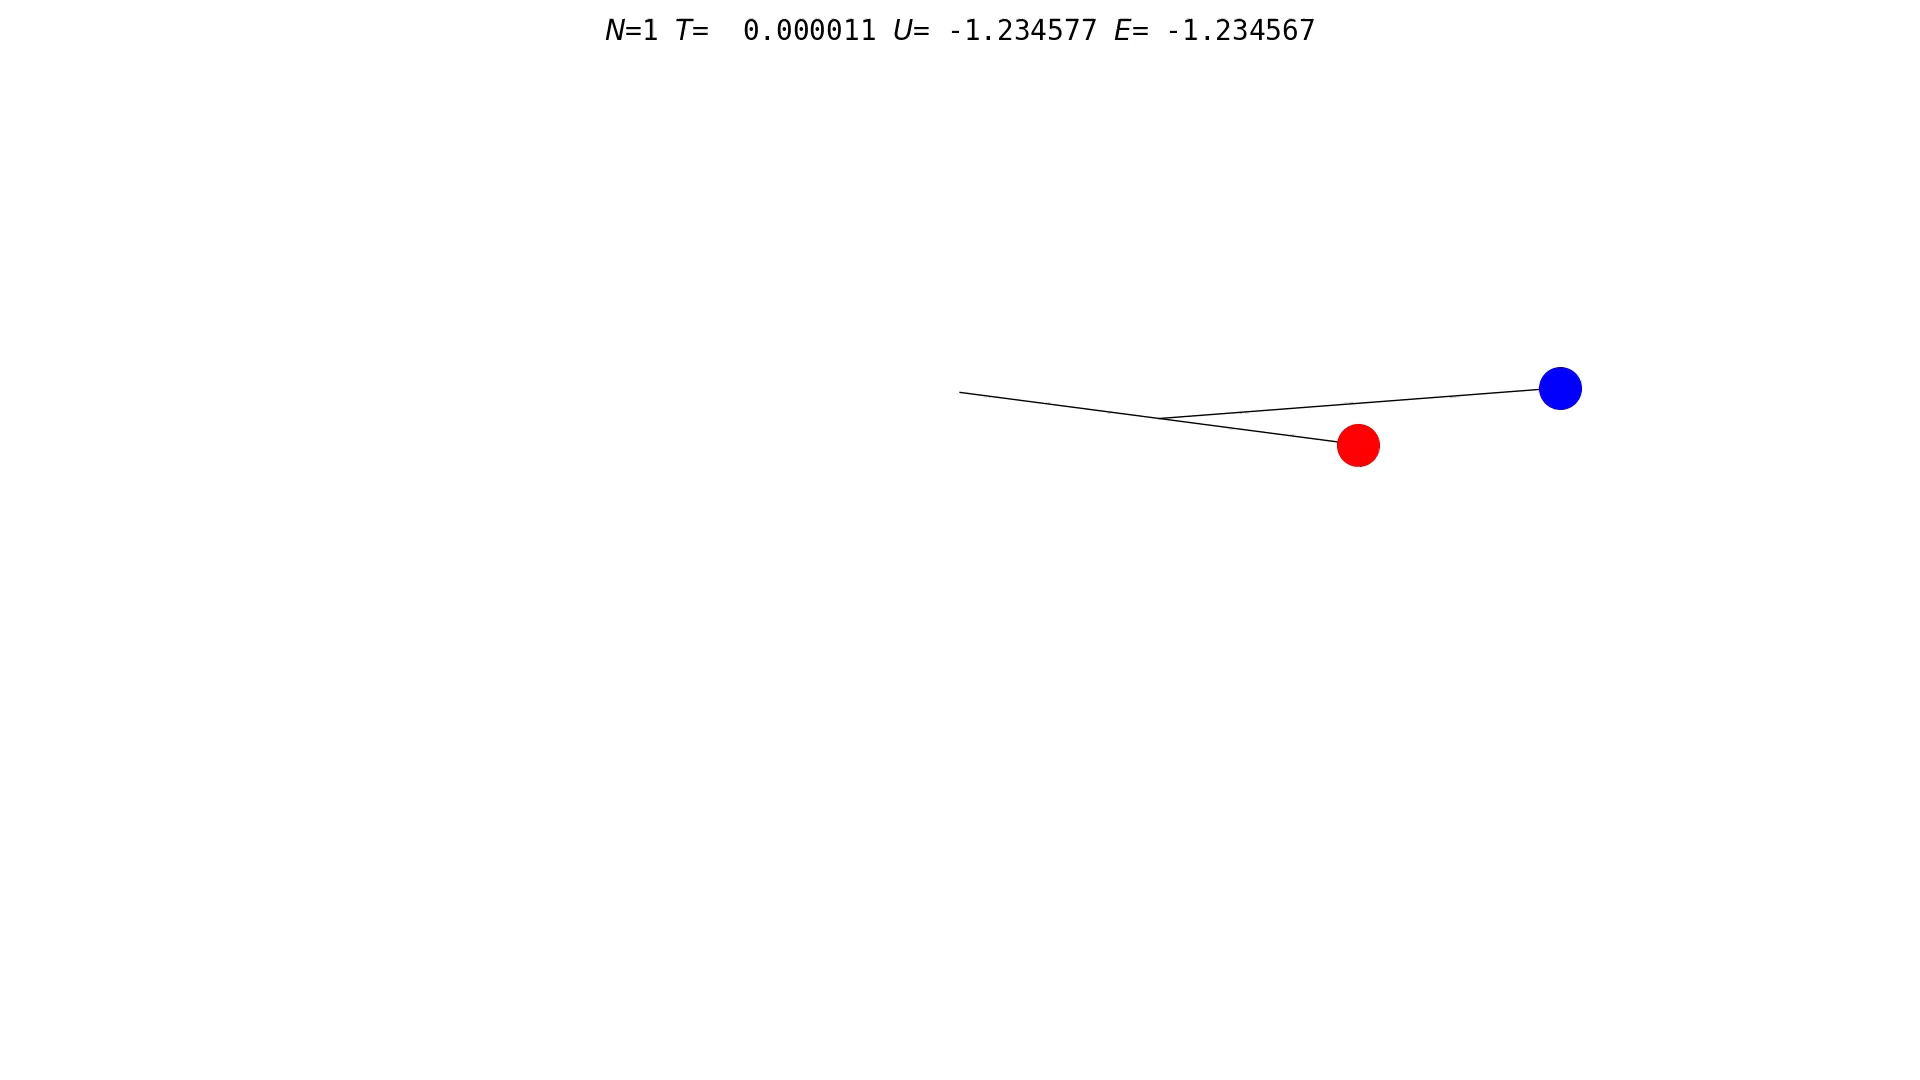 N=1 T=  0.000011 U= -1.234577 E= -1.234567